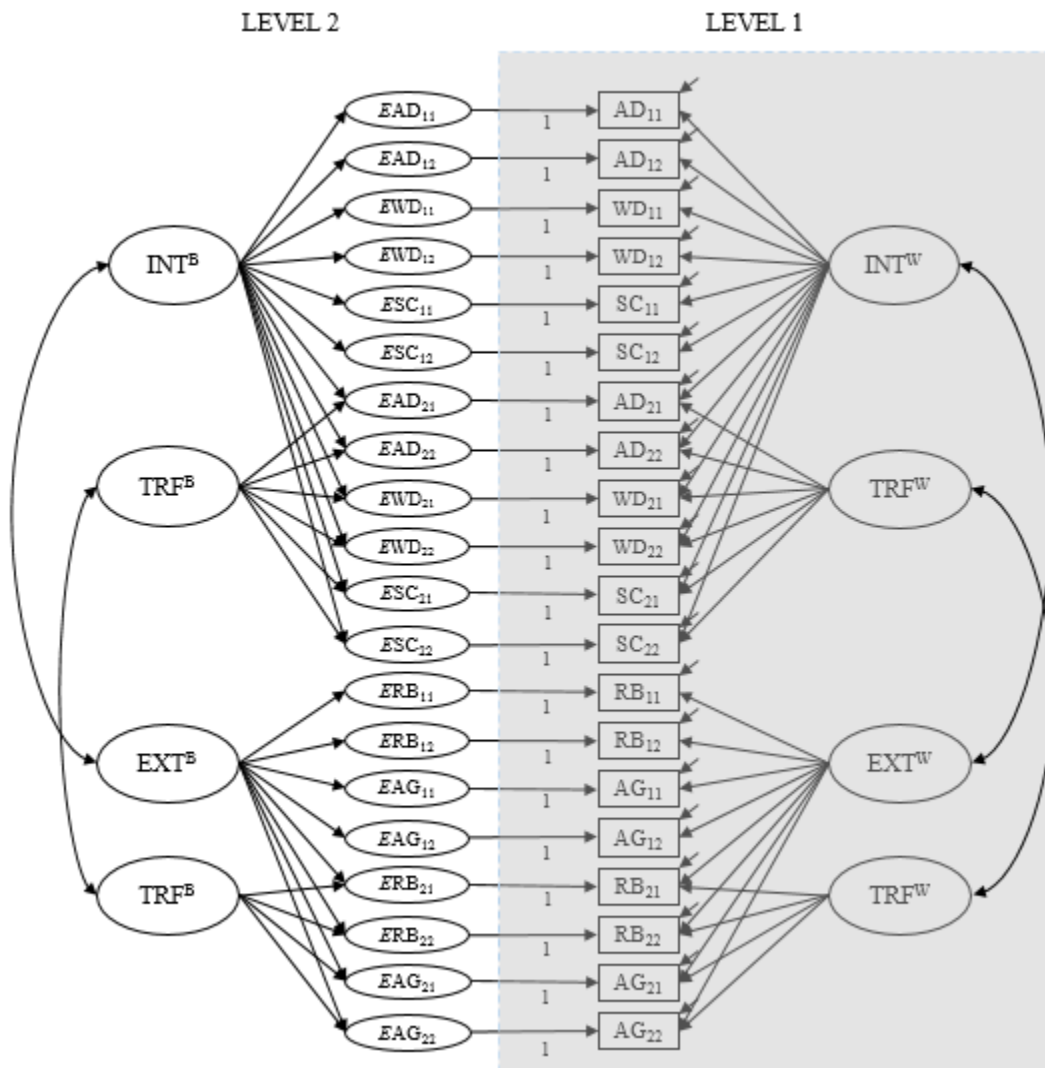 LEVEL 2 LEVEL 1
EAD₁₁ 1 AD₁₁
EAD₁₂ 1 AD₁₂
EWD₁₁ 1 WD₁₁
INTᴮ EWD₁₂ 1 WD₁₂ INTᵂ
ESC₁₁ 1 SC₁₁
ESC₁₂ 1 SC₁₂
EAD₂₁ 1 AD₂₁
EAD₂₂ 1 AD₂₂
TRFᴮ EWD₂₁ 1 WD₂₁ TRFᵂ
EWD₂₂ 1 WD₂₂
ESC₂₁ 1 SC₂₁
ESC₂₂ 1 SC₂₂
ERB₁₁ 1 RB₁₁
ERB₁₂ 1 RB₁₂
EXTᴮ EAG₁₁ 1 AG₁₁ EXTᵂ
EAG₁₂ 1 AG₁₂
TRFᴮ ERB₂₁ 1 RB₂₁ TRFᵂ
ERB₂₂ 1 RB₂₂
EAG₂₁ 1 AG₂₁
EAG₂₂ 1 AG₂₂